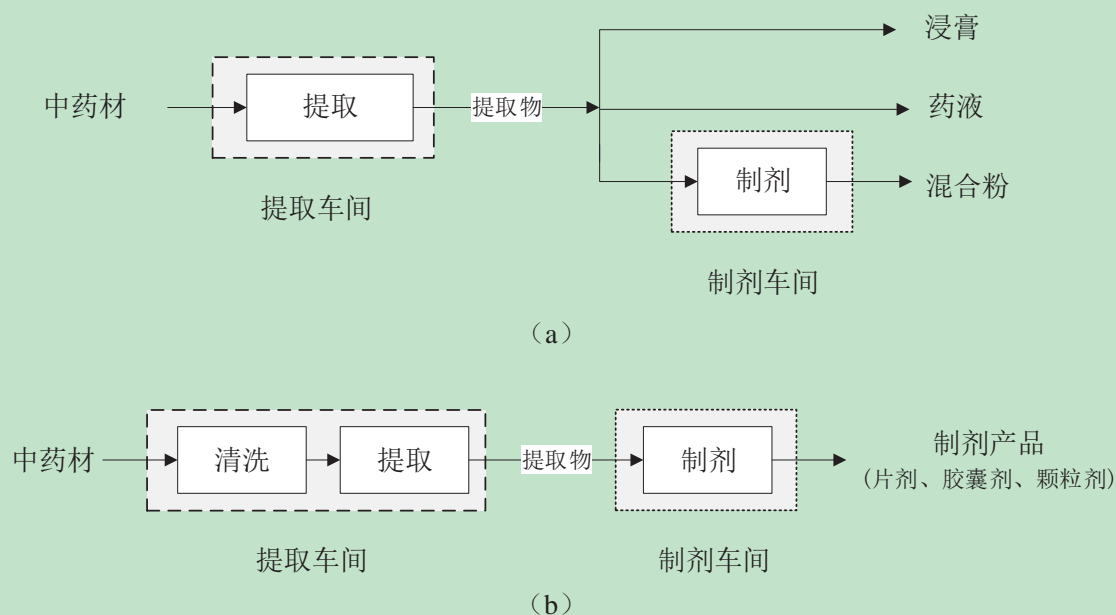 浸膏
中药材
提取
提取物
药液
制剂
混合粉
提取车间
制剂车间
（a）
中药材
清洗
提取
提取物
制剂
制剂产品
(片剂、胶囊剂、颗粒剂)
提取车间
制剂车间
（b）